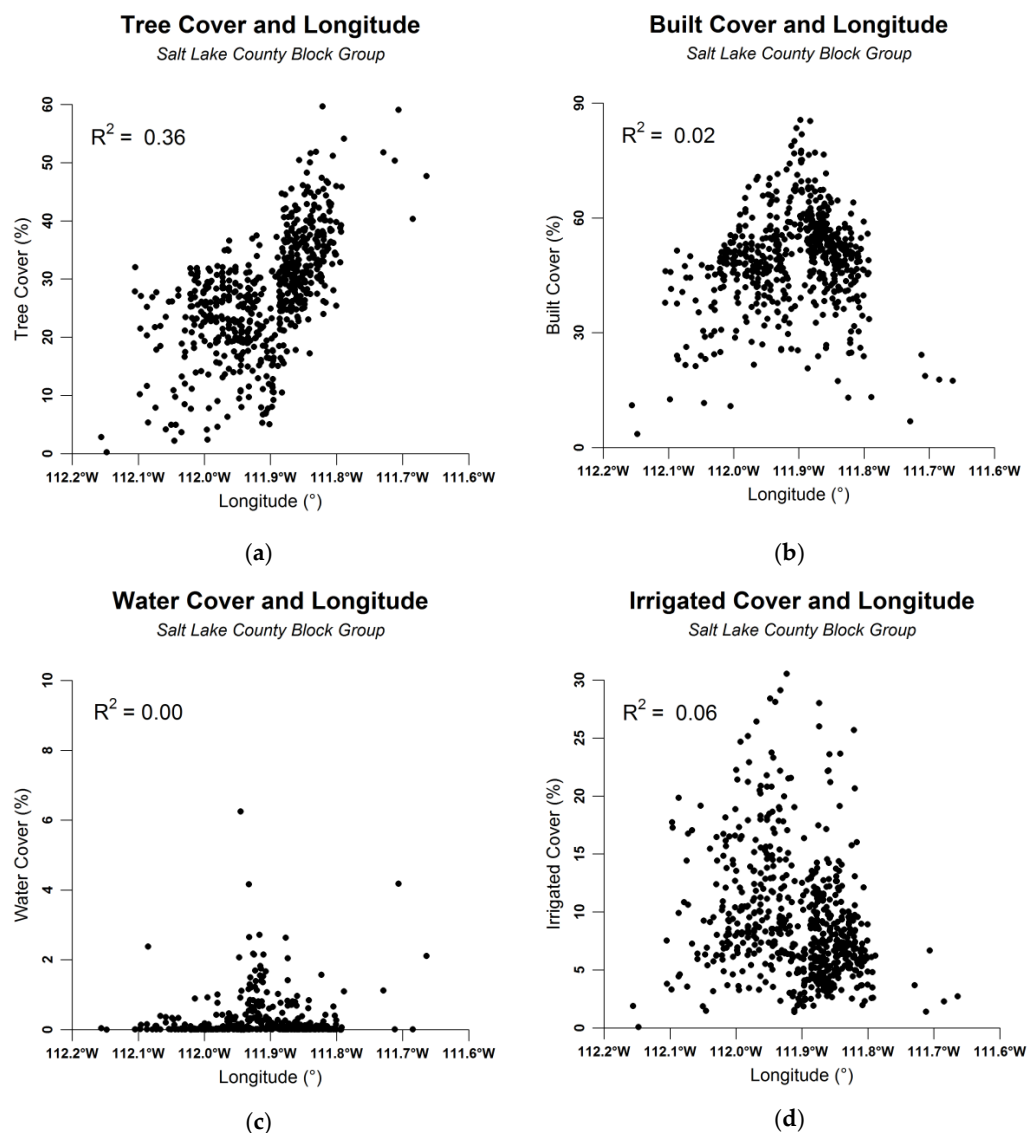 Tree Cover and Longitude
Salt Lake County Block Group
R² = 0.36
Tree Cover (%)
60
50
40
30
20
10
0
112.2°W 112.1°W 112.0°W 111.9°W 111.8°W 111.7°W 111.6°W
Longitude (°)
(a)
Built Cover and Longitude
Salt Lake County Block Group
R² = 0.02
Built Cover (%)
90
60
30
0
112.2°W 112.1°W 112.0°W 111.9°W 111.8°W 111.7°W 111.6°W
Longitude (°)
(b)
Water Cover and Longitude
Salt Lake County Block Group
R² = 0.00
Water Cover (%)
10
8
6
4
2
0
112.2°W 112.1°W 112.0°W 111.9°W 111.8°W 111.7°W 111.6°W
Longitude (°)
(c)
Irrigated Cover and Longitude
Salt Lake County Block Group
R² = 0.06
Irrigated Cover (%)
30
25
20
15
10
5
0
112.2°W 112.1°W 112.0°W 111.9°W 111.8°W 111.7°W 111.6°W
Longitude (°)
(d)